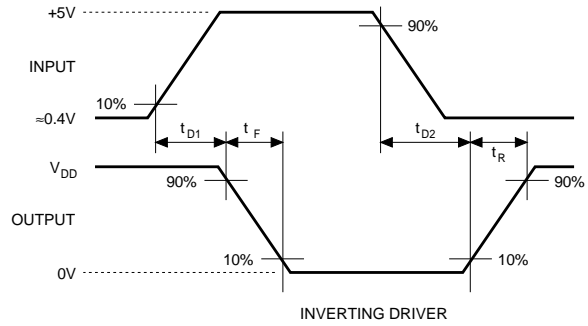 +5V
90%
INPUT
10%
≈0.4V
tD1
tF
tD2
tR
VDD
90%
90%
OUTPUT
10%
10%
0V
INVERTING DRIVER